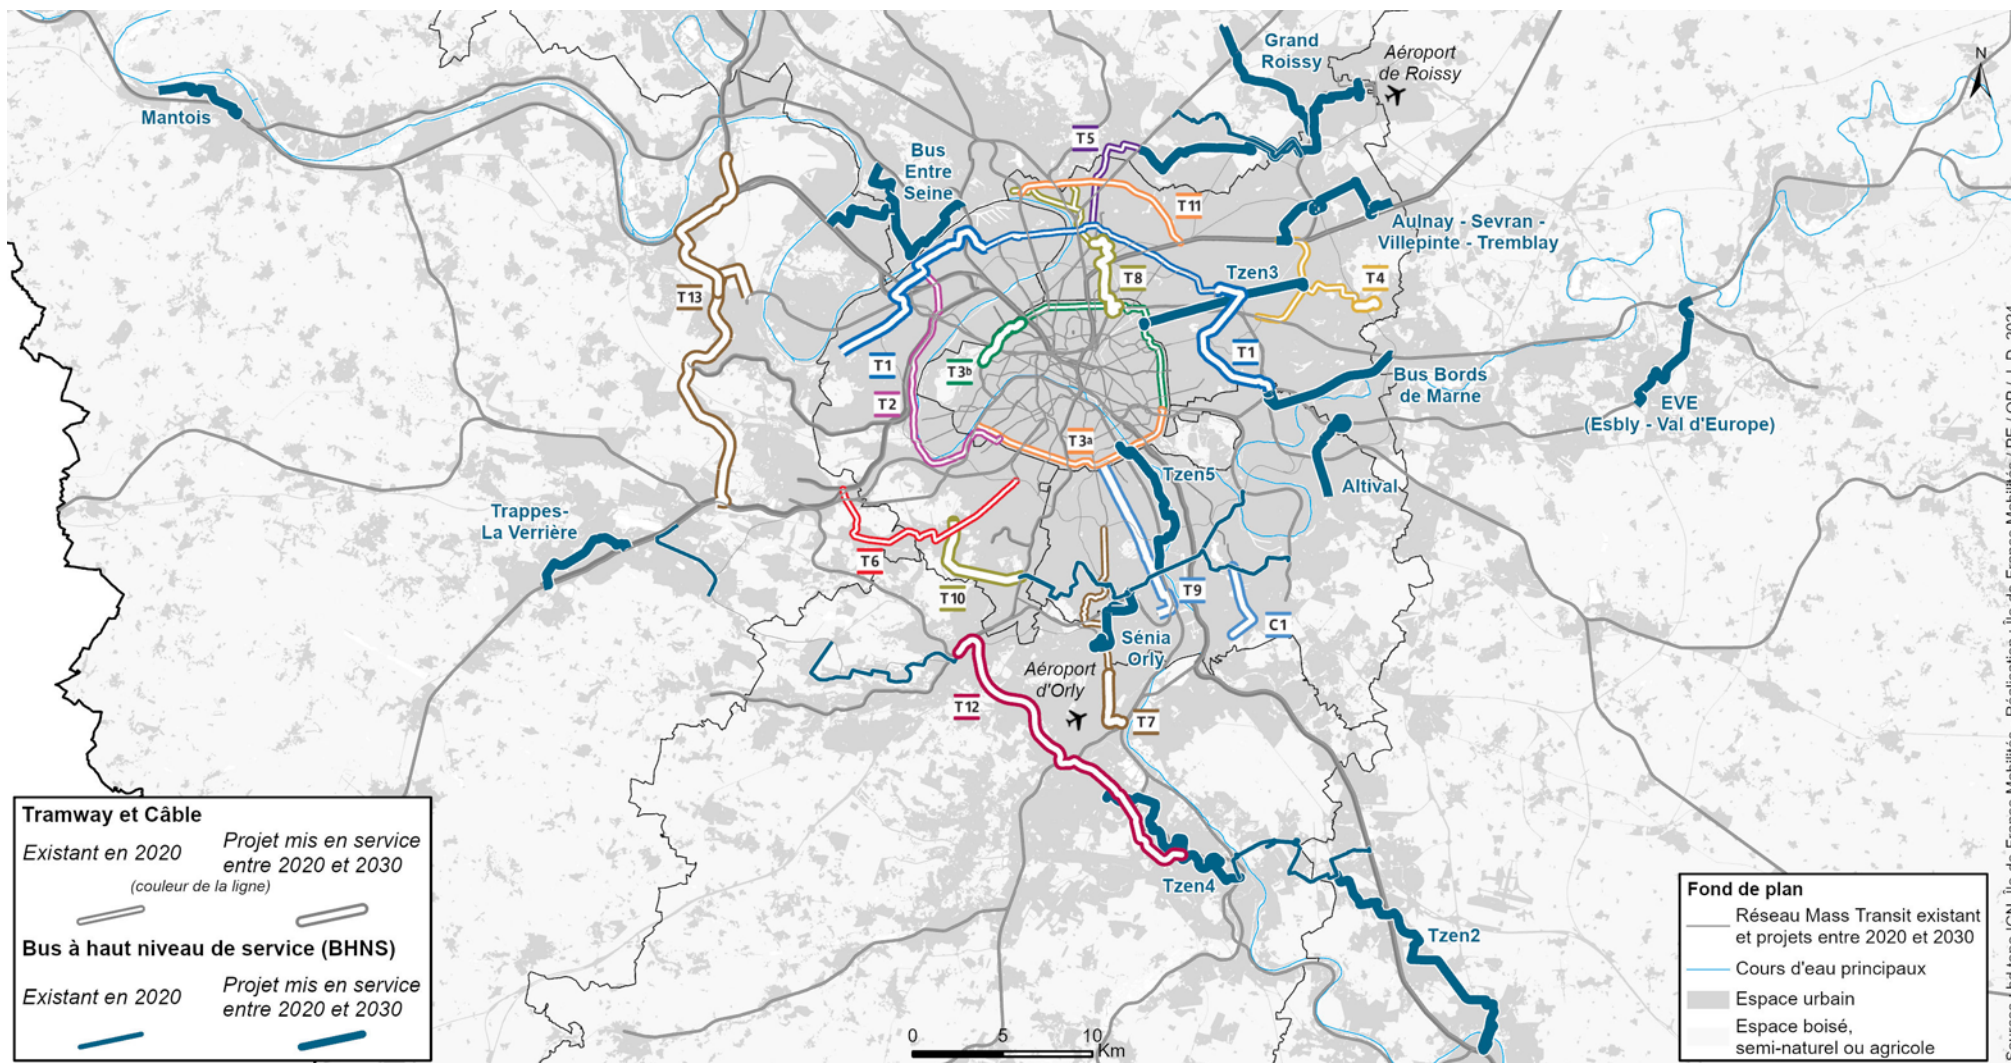 Grand
Roissy
Aéroport
de Roissy
N
Mantois
T5
Bus
Entre
Seine
T11
Aulnay - Sevran -
Villepinte - Tremblay
Tzen3
T8
T4
T13
T1
T3b
T1
T2
Bus Bords
de Marne
EVE
(Esbly - Val d'Europe)
T3a
Tzen5
Altival
Trappes-
La Verrière
T6
T10
T9
C1
Sénia
Orly
Aéroport
d'Orly
T12
T7
Tzen4
Tzen2
Tramway et Câble
Existant en 2020
Projet mis en service
entre 2020 et 2030
(couleur de la ligne)
Bus à haut niveau de service (BHNS)
Existant en 2020
Projet mis en service
entre 2020 et 2030
0 5 10
Km
Fond de plan
Réseau Mass Transit existant
et projets entre 2020 et 2030
Cours d'eau principaux
Espace urbain
Espace boisé,
semi-naturel ou agricole